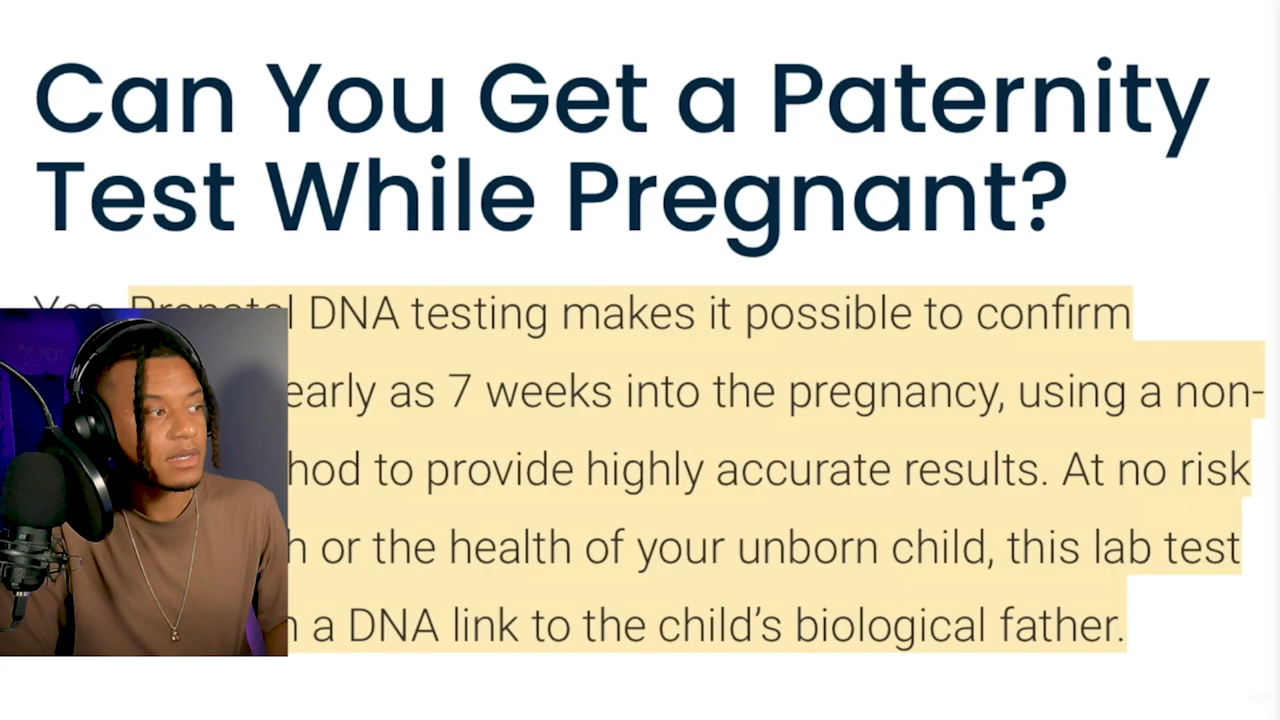 Can You Get a Paternity
Test While Pregnant?
Yes. Prenatal DNA testing makes it possible to confirm
early as 7 weeks into the pregnancy, using a non-
hod to provide highly accurate results. At no risk
h or the health of your unborn child, this lab test
a DNA link to the child’s biological father.